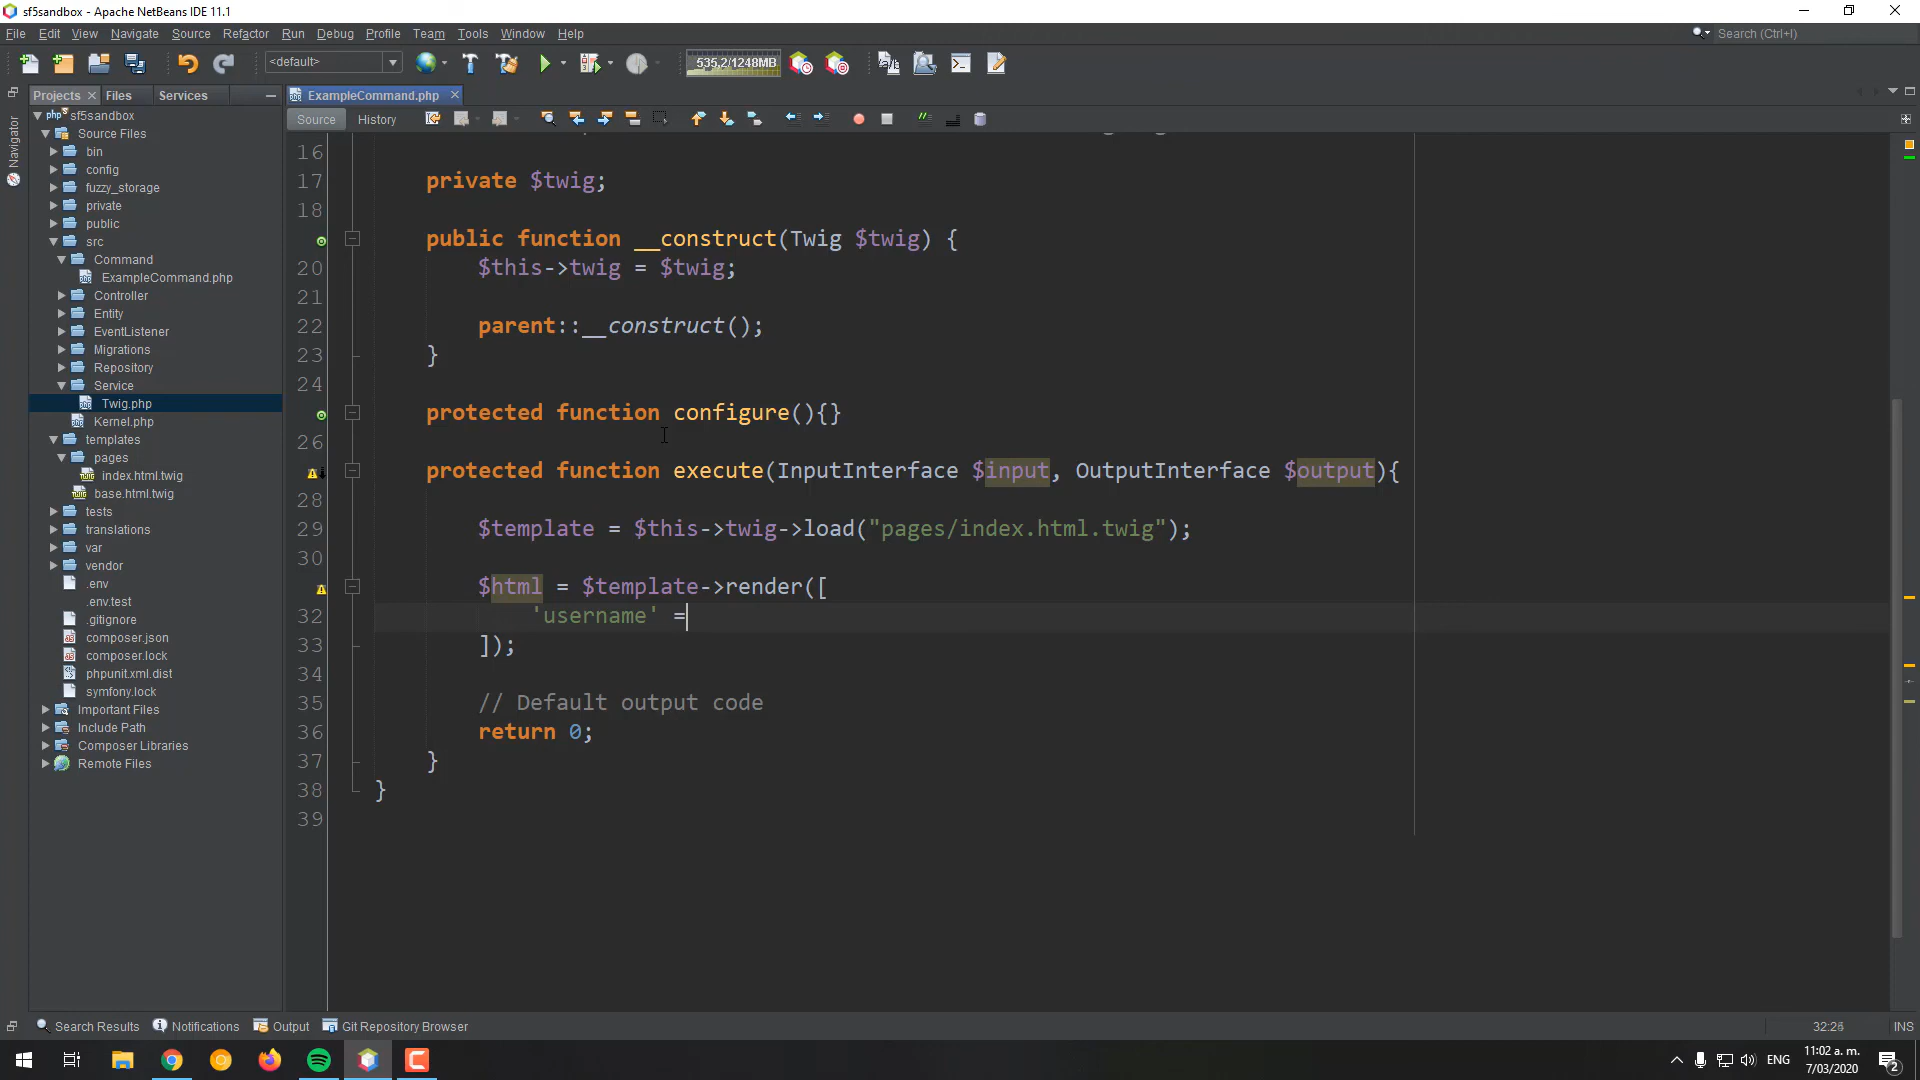 sf5sandbox - Apache NetBeans IDE 11.1
File Edit View Navigate Source Refactor Run Debug Profile Team Tools Window Help
Search (Ctrl+I)
<default>
535,2/1248MB
Projects Files Services
ExampleCommand.php
Source History
Navigator
sf5sandbox
Source Files
bin
config
fuzzy_storage
private
public
src
Command
ExampleCommand.php
Controller
Entity
EventListener
Migrations
Repository
Service
Twig.php
Kernel.php
templates
pages
index.html.twig
base.html.twig
tests
translations
var
vendor
.env
.env.test
.gitignore
composer.json
composer.lock
phpunit.xml.dist
symfony.lock
Important Files
Include Path
Composer Libraries
Remote Files
16
17 private $twig;
18
public function __construct(Twig $twig) {
20 $this->twig = $twig;
21
22 parent::__construct();
23 }
24
protected function configure(){}
26
protected function execute(InputInterface $input, OutputInterface $output){
28
29 $template = $this->twig->load("pages/index.html.twig");
30
$html = $template->render([
32 'username' =
33 ]);
34
35 // Default output code
36 return 0;
37 }
38 }
39
Search Results Notifications Output Git Repository Browser
32:26 INS
ENG
11:02 a. m.
7/03/2020
2